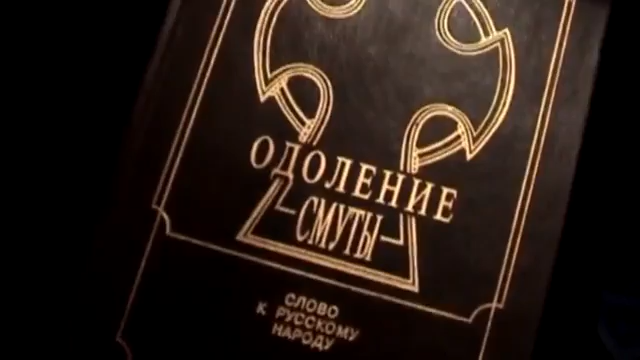 ОДОЛЕНИЕ
СМУТЫ
СЛОВО
К РУССКОМУ
НАРОДУ